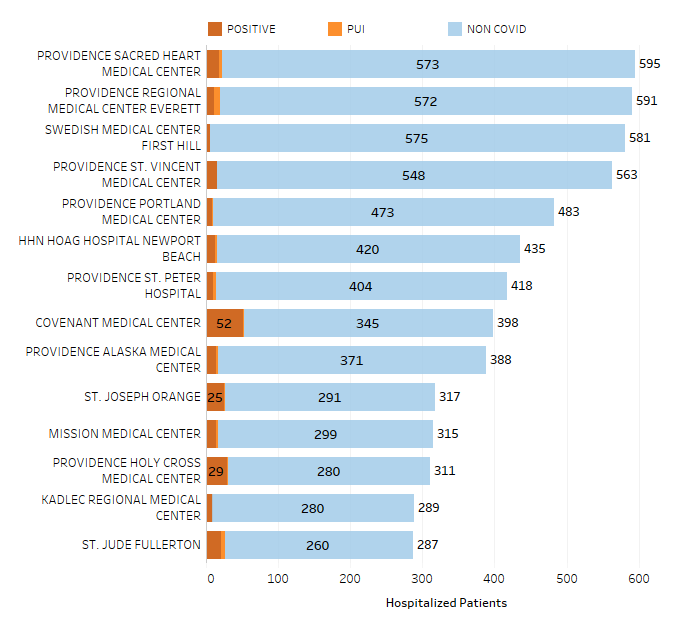 POSITIVE PUI NON COVID
PROVIDENCE SACRED HEART
MEDICAL CENTER
573 595
PROVIDENCE REGIONAL
MEDICAL CENTER EVERETT
572 591
SWEDISH MEDICAL CENTER
FIRST HILL
575 581
PROVIDENCE ST. VINCENT
MEDICAL CENTER
548 563
PROVIDENCE PORTLAND
MEDICAL CENTER
473 483
HHN HOAG HOSPITAL NEWPORT
BEACH
420 435
PROVIDENCE ST. PETER
HOSPITAL
404 418
COVENANT MEDICAL CENTER 52 345 398
PROVIDENCE ALASKA MEDICAL
CENTER
371 388
ST. JOSEPH ORANGE 25 291 317
MISSION MEDICAL CENTER 299 315
PROVIDENCE HOLY CROSS
MEDICAL CENTER
29 280 311
KADLEC REGIONAL MEDICAL
CENTER
280 289
ST. JUDE FULLERTON 260 287
0 100 200 300 400 500 600
Hospitalized Patients